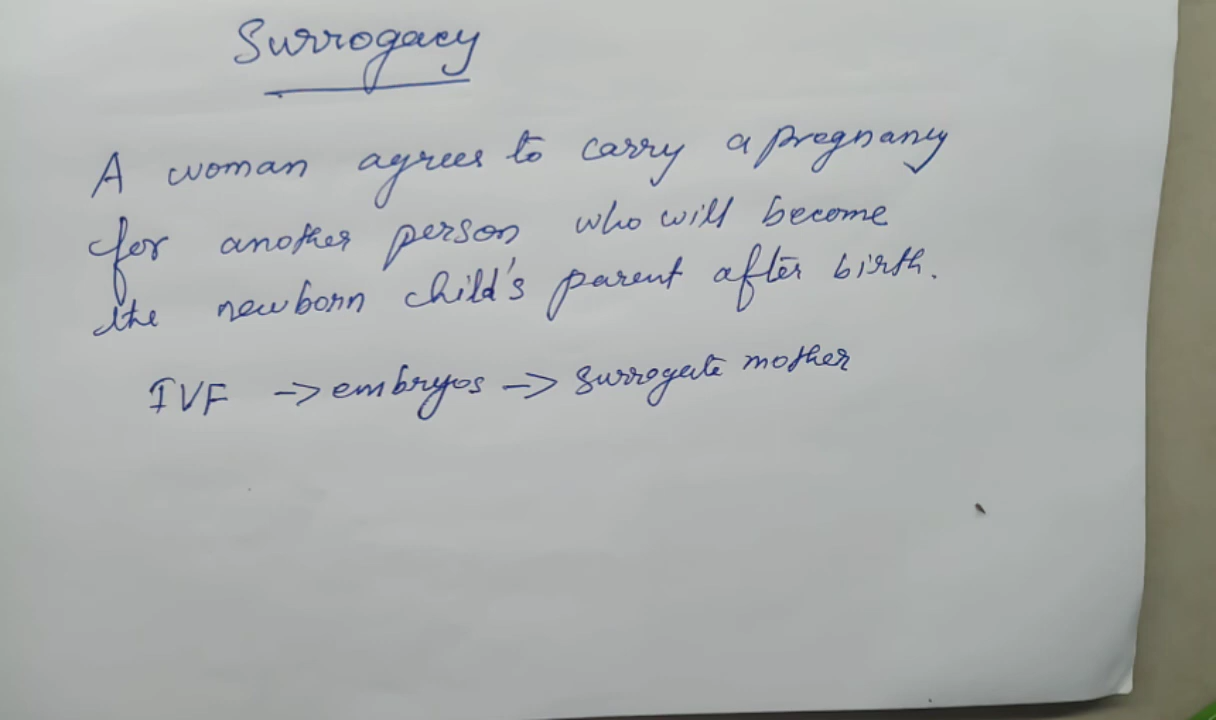 Surrogacy
A woman agrees to carry a pregnancy
for another person who will become
the newborn child's parent after birth.
IVF -> embryos -> surrogate mother